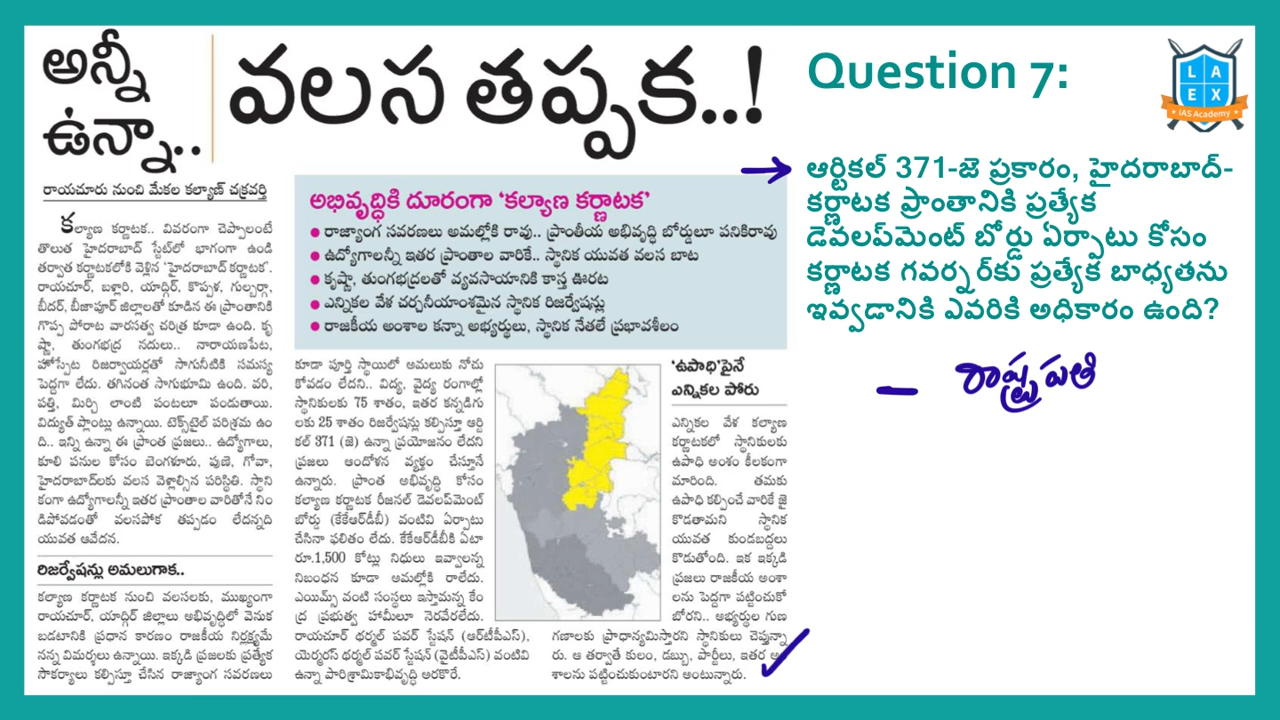 అన్నీ
ఉన్నా..
వలస తప్పక..!
రాయచూరు నుంచి మేకల కల్యాణ్ చక్రవర్తి
కల్యాణ కర్ణాటక.. వివరంగా చెప్పాలంటే
తొలుత హైదరాబాద్ స్టేట్‌లో భాగంగా ఉండి
తర్వాత కర్ణాటకలోకి వెళ్లిన ‘హైదరాబాద్ కర్ణాటక’.
రాయచూర్, బళ్లారి, యాద్గిర్, కొప్పళ, గుల్బర్గా,
బీదర్, బీజాపూర్ జిల్లాలతో కూడిన ఈ ప్రాంతానికి
గొప్ప పోరాట వారసత్వ చరిత్ర కూడా ఉంది. కృ
ష్ణా, తుంగభద్ర నదులు.. నారాయణపేట,
హోస్పేట రిజర్వాయర్లతో సాగునీటికి సమస్య
పెద్దగా లేదు. తగినంత సాగుభూమి ఉంది. వరి,
పత్తి, మిర్చి లాంటి పంటలూ పండుతాయి.
విద్యుత్ ప్లాంట్లు ఉన్నాయి. టెక్స్‌టైల్ పరిశ్రమ ఉం
ది.. ఇన్ని ఉన్నా ఈ ప్రాంత ప్రజలు.. ఉద్యోగాలు,
కూలి పనుల కోసం బెంగళూరు, పుణె, గోవా,
హైదరాబాద్‌లకు వలస వెళ్లాల్సిన పరిస్థితి. స్థాని
కంగా ఉద్యోగాలన్నీ ఇతర ప్రాంతాల వారితోనే నిం
డిపోవడంతో వలసపోక తప్పడం లేదన్నది
యువత ఆవేదన.
రిజర్వేషన్లు అమలుగాక..
కల్యాణ కర్ణాటక నుంచి వలసలకు, ముఖ్యంగా
రాయచూర్, యాద్గిర్ జిల్లాలు అభివృద్ధిలో వెనుక
బడటానికి ప్రధాన కారణం రాజకీయ నిర్లక్ష్యమే
నన్న విమర్శలు ఉన్నాయి. ఇక్కడి ప్రజలకు ప్రత్యేక
సౌకర్యాలు కల్పిస్తూ చేసిన రాజ్యాంగ సవరణలు
అభివృద్ధికి దూరంగా ‘కల్యాణ కర్ణాటక’
● రాజ్యాంగ సవరణలు అమల్లోకి రావు.. ప్రాంతీయ అభివృద్ధి బోర్డులూ పనికిరావు
● ఉద్యోగాలన్నీ ఇతర ప్రాంతాల వారికే.. స్థానిక యువత వలస బాట
● కృష్ణా, తుంగభద్రలతో వ్యవసాయానికి కాస్త ఊరట
● ఎన్నికల వేళ చర్చనీయాంశమైన స్థానిక రిజర్వేషన్లు
● రాజకీయ అంశాల కన్నా అభ్యర్థులు, స్థానిక నేతలే ప్రభావశీలం
కూడా పూర్తి స్థాయిలో అమలుకు నోచు
కోవడం లేదని.. విద్య, వైద్య రంగాల్లో
స్థానికులకు 75 శాతం, ఇతర కన్నడిగు
లకు 25 శాతం రిజర్వేషన్లు కల్పిస్తూ ఆర్టి
కల్ 371 (జె) ఉన్నా ప్రయోజనం లేదని
ప్రజలు ఆందోళన వ్యక్తం చేస్తూనే
ఉన్నారు. ప్రాంత అభివృద్ధి కోసం
కల్యాణ కర్ణాటక రీజనల్ డెవలప్‌మెంట్
బోర్డు (కేకేఆర్‌డీబీ) వంటివి ఏర్పాటు
చేసినా ఫలితం లేదు. కేకేఆర్‌డీబీకి ఏటా
రూ.1,500 కోట్లు నిధులు ఇవ్వాలన్న
నిబంధన కూడా అమల్లోకి రాలేదు.
ఎయిమ్స్ వంటి సంస్థలు ఇస్తామన్న కేం
ద్ర ప్రభుత్వ హామీలూ నెరవేరలేదు.
రాయచూర్ థర్మల్ పవర్ స్టేషన్ (ఆర్‌టీపీఎస్),
యెర్మరస్ థర్మల్ పవర్ స్టేషన్ (వైటీపీఎస్) వంటివి
ఉన్నా పారిశ్రామికాభివృద్ధి అరకొరే.
‘ఉపాధి’పైనే
ఎన్నికల పోరు
ఎన్నికల వేళ కల్యాణ
కర్ణాటకలో స్థానికులకు
ఉపాధి అంశం కీలకంగా
మారింది. తమకు
ఉపాధి కల్పించే వారికే జై
కొడతామని స్థానిక
యువత కుండబద్దలు
కొడుతోంది. ఇక ఇక్కడి
ప్రజలు రాజకీయ అంశా
లను పెద్దగా పట్టించుకో
బోరని.. అభ్యర్థుల గుణ
గణాలకు ప్రాధాన్యమిస్తారని స్థానికులు చెప్తున్నా
రు. ఆ తర్వాతే కులం, డబ్బు, పార్టీలు, ఇతర అం
శాలను పట్టించుకుంటారని అంటున్నారు.
Question 7:
L A
E X
IAS Academy
ఆర్టికల్ 371-జె ప్రకారం, హైదరాబాద్-
కర్ణాటక ప్రాంతానికి ప్రత్యేక
డెవలప్‌మెంట్ బోర్డు ఏర్పాటు కోసం
కర్ణాటక గవర్నర్‌కు ప్రత్యేక బాధ్యతను
ఇవ్వడానికి ఎవరికి అధికారం ఉంది?
– రాష్ట్రపతి